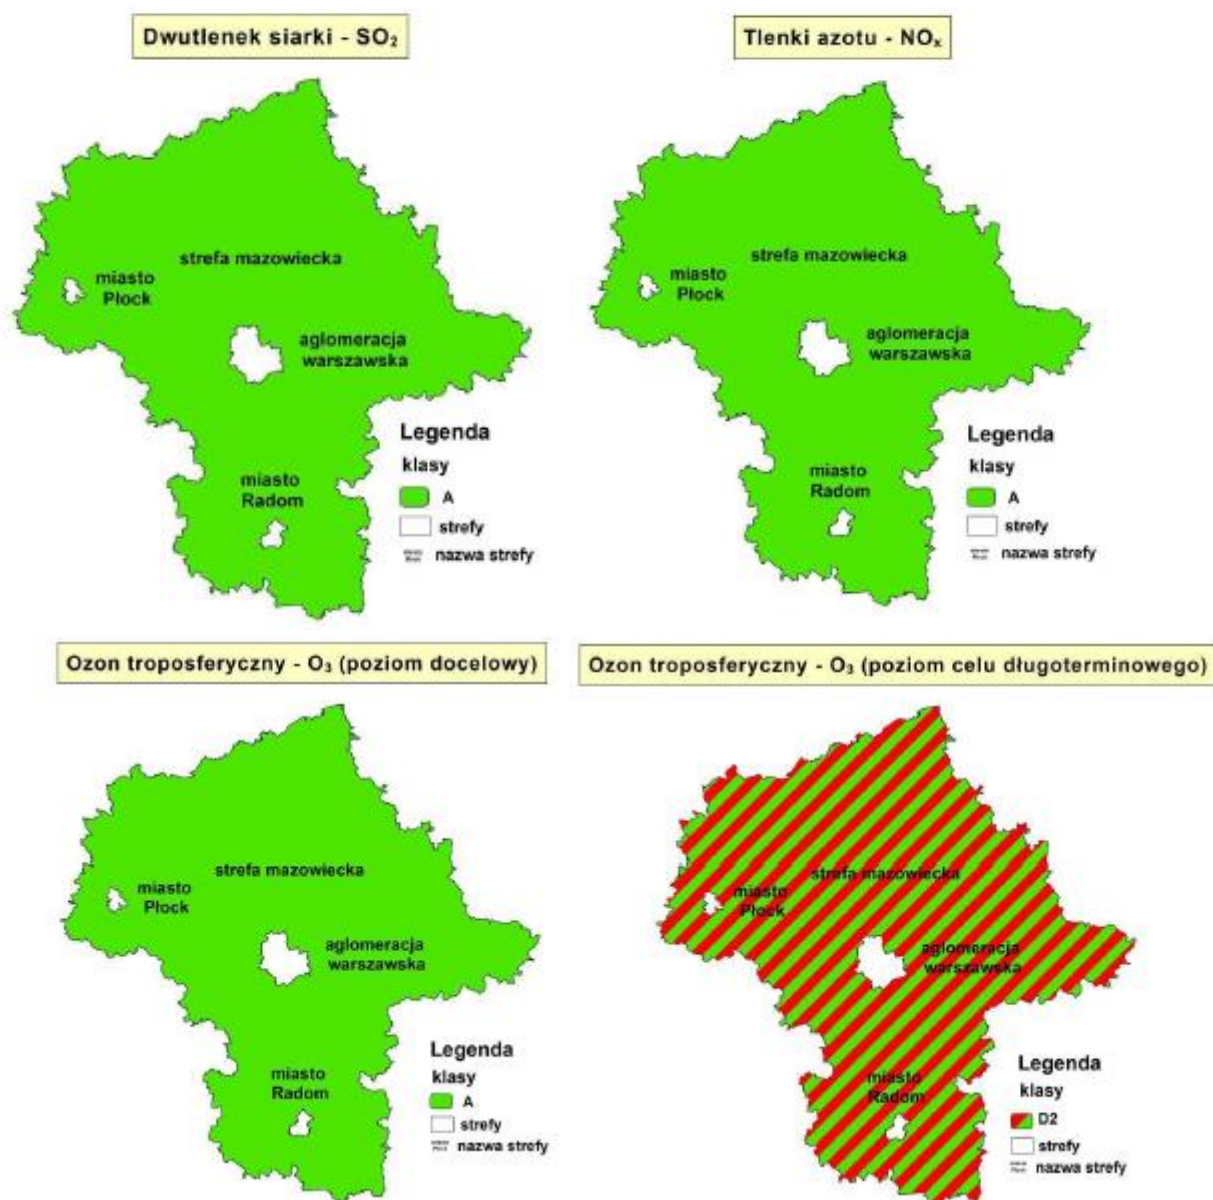 Dwutlenek siarki - SO₂
strefa mazowiecka
miasto
Płock
aglomeracja
warszawska
miasto
Radom
Legenda
klasy
A
strefy
nazwa strefy
Tlenki azotu - NOₓ
strefa mazowiecka
miasto
Płock
aglomeracja
warszawska
miasto
Radom
Legenda
klasy
A
strefy
nazwa strefy
Ozon troposferyczny - O₃ (poziom docelowy)
strefa mazowiecka
miasto
Płock
aglomeracja
warszawska
miasto
Radom
Legenda
klasy
A
strefy
nazwa strefy
Ozon troposferyczny - O₃ (poziom celu długoterminowego)
strefa mazowiecka
miasto
Płock
aglomeracja
warszawska
miasto
Radom
Legenda
klasy
D2
strefy
nazwa strefy